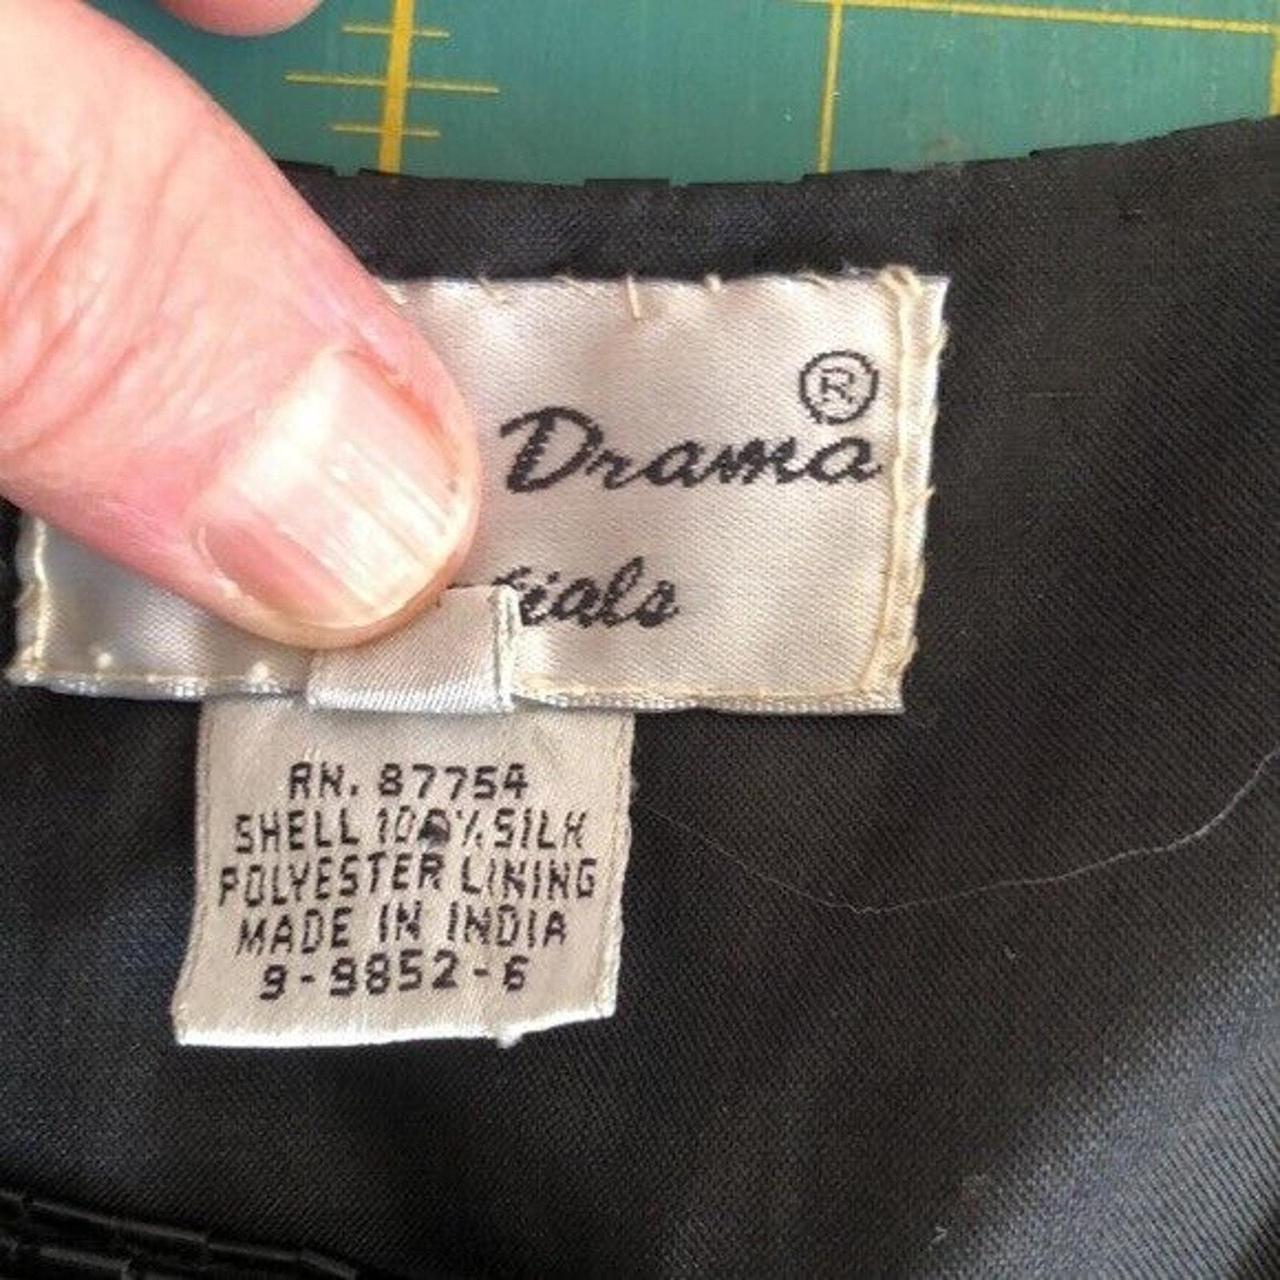 Drama ®
RN. 87754
SHELL 100% SILK
POLYESTER LINING
MADE IN INDIA
9-9852-6